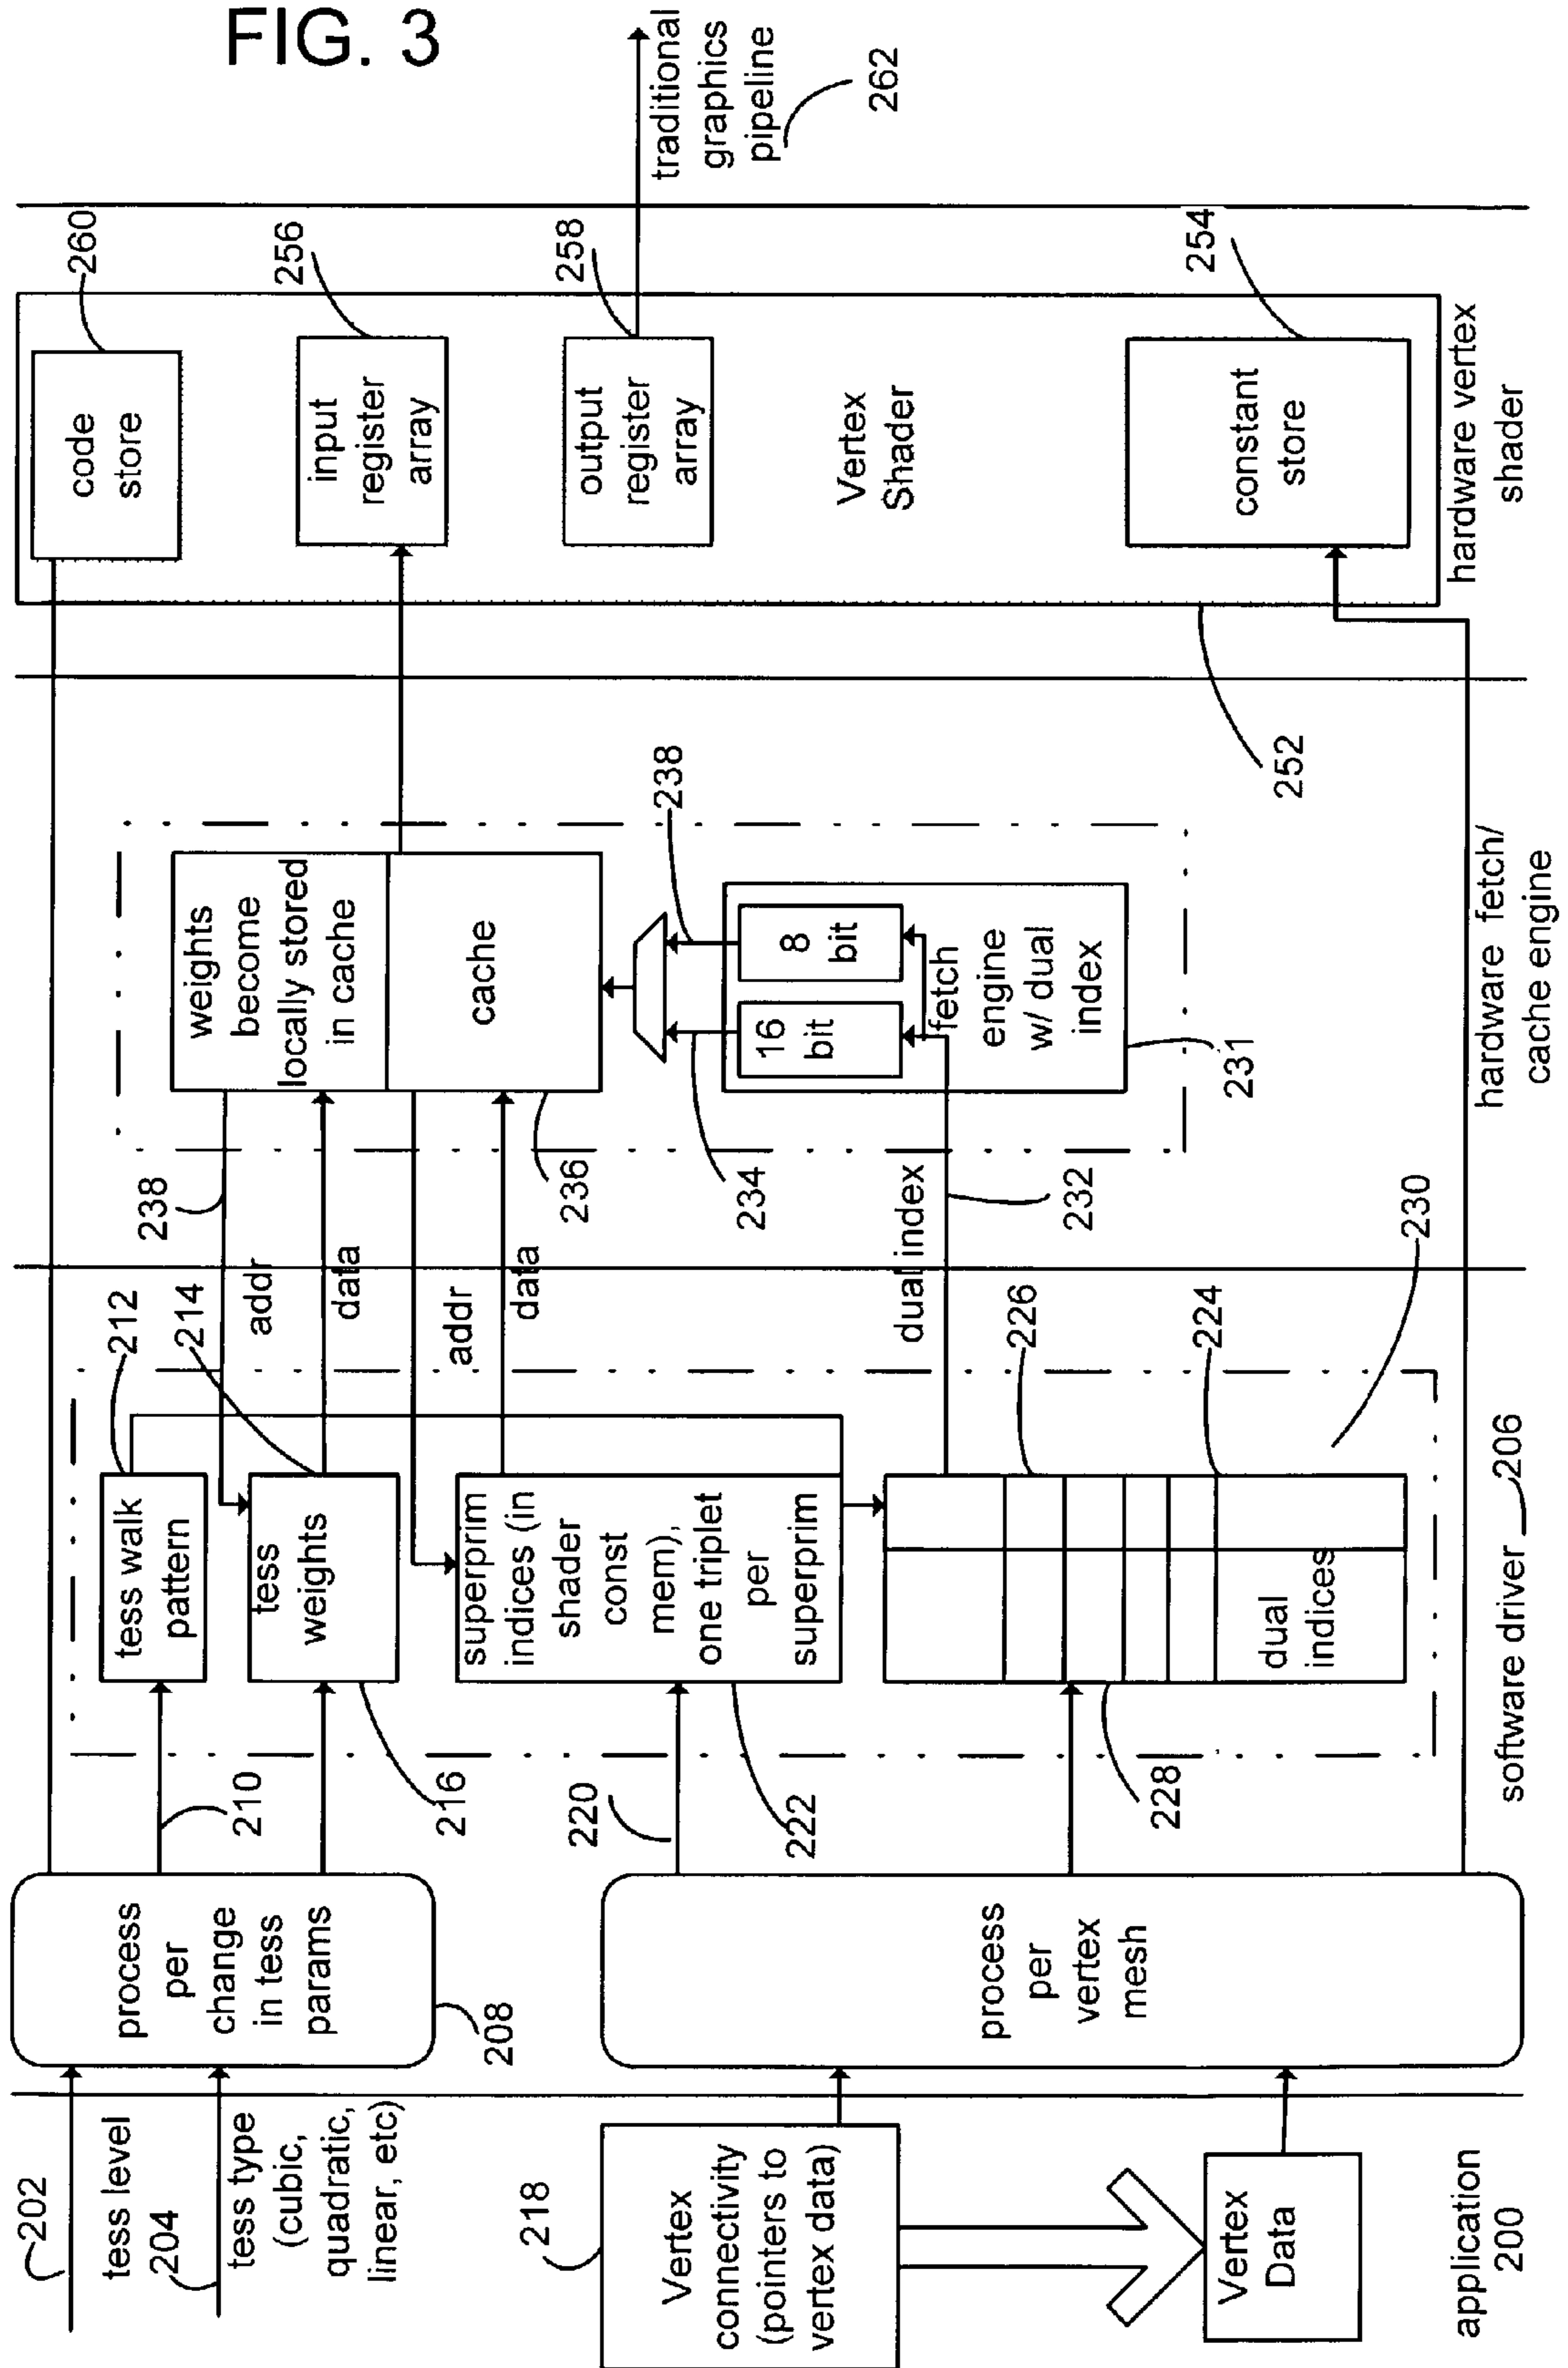 FIG. 3
202
tess level
204
tess type
(cubic,
quadratic,
linear, etc)
218
Vertex
connectivity
(pointers to
vertex data)
Vertex
Data
application
200
process
per
change
in tess
params
208
process
per
vertex
mesh
210
216
220
222
228
tess walk
pattern
212
214
tess
weights
superprim
indices (in
shader
const
mem),
one triplet
per
superprim
226
224
230
dual
indices
software driver
206
238
addr
data
addr
data
236
234
dual index
232
231
weights
become
locally stored
in cache
cache
238
16
bit
8
bit
fetch
engine
w/ dual
index
hardware fetch/
cache engine
252
code
store
260
input
register
array
256
output
register
array
258
Vertex
Shader
constant
store
254
hardware vertex
shader
traditional
graphics
pipeline
262